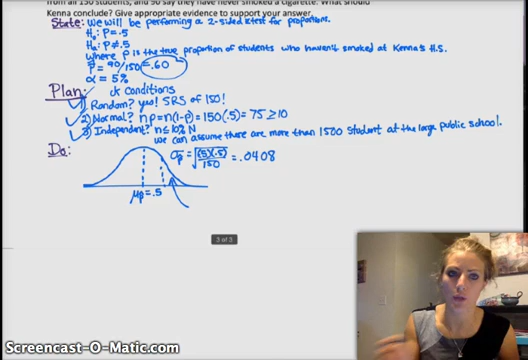 from all 150 students, and 90 say they have never smoked a cigarette. What should
Kenna conclude? Give appropriate evidence to support your answer.
State: We will be performing a 2-sided z test for proportions.
H₀: P=.5
Hₐ: P≠.5
where P is the true proportion of students who haven't smoked at Kenna's H.S.
p̂ = 90/150 = .60
α = 5%
Plan: ck conditions
1) Random? yes! SRS of 150!
2) Normal? np=n(1-p)=150(.5)=75 ≥10
3) Independent? n≤10%N
we can assume there are more than 1500 student at the large public school.
Do:
σp̂ = √(.5)(.5)/150 = .0408
μp̂ = .5
3 of 3
Screencast-O-Matic.com